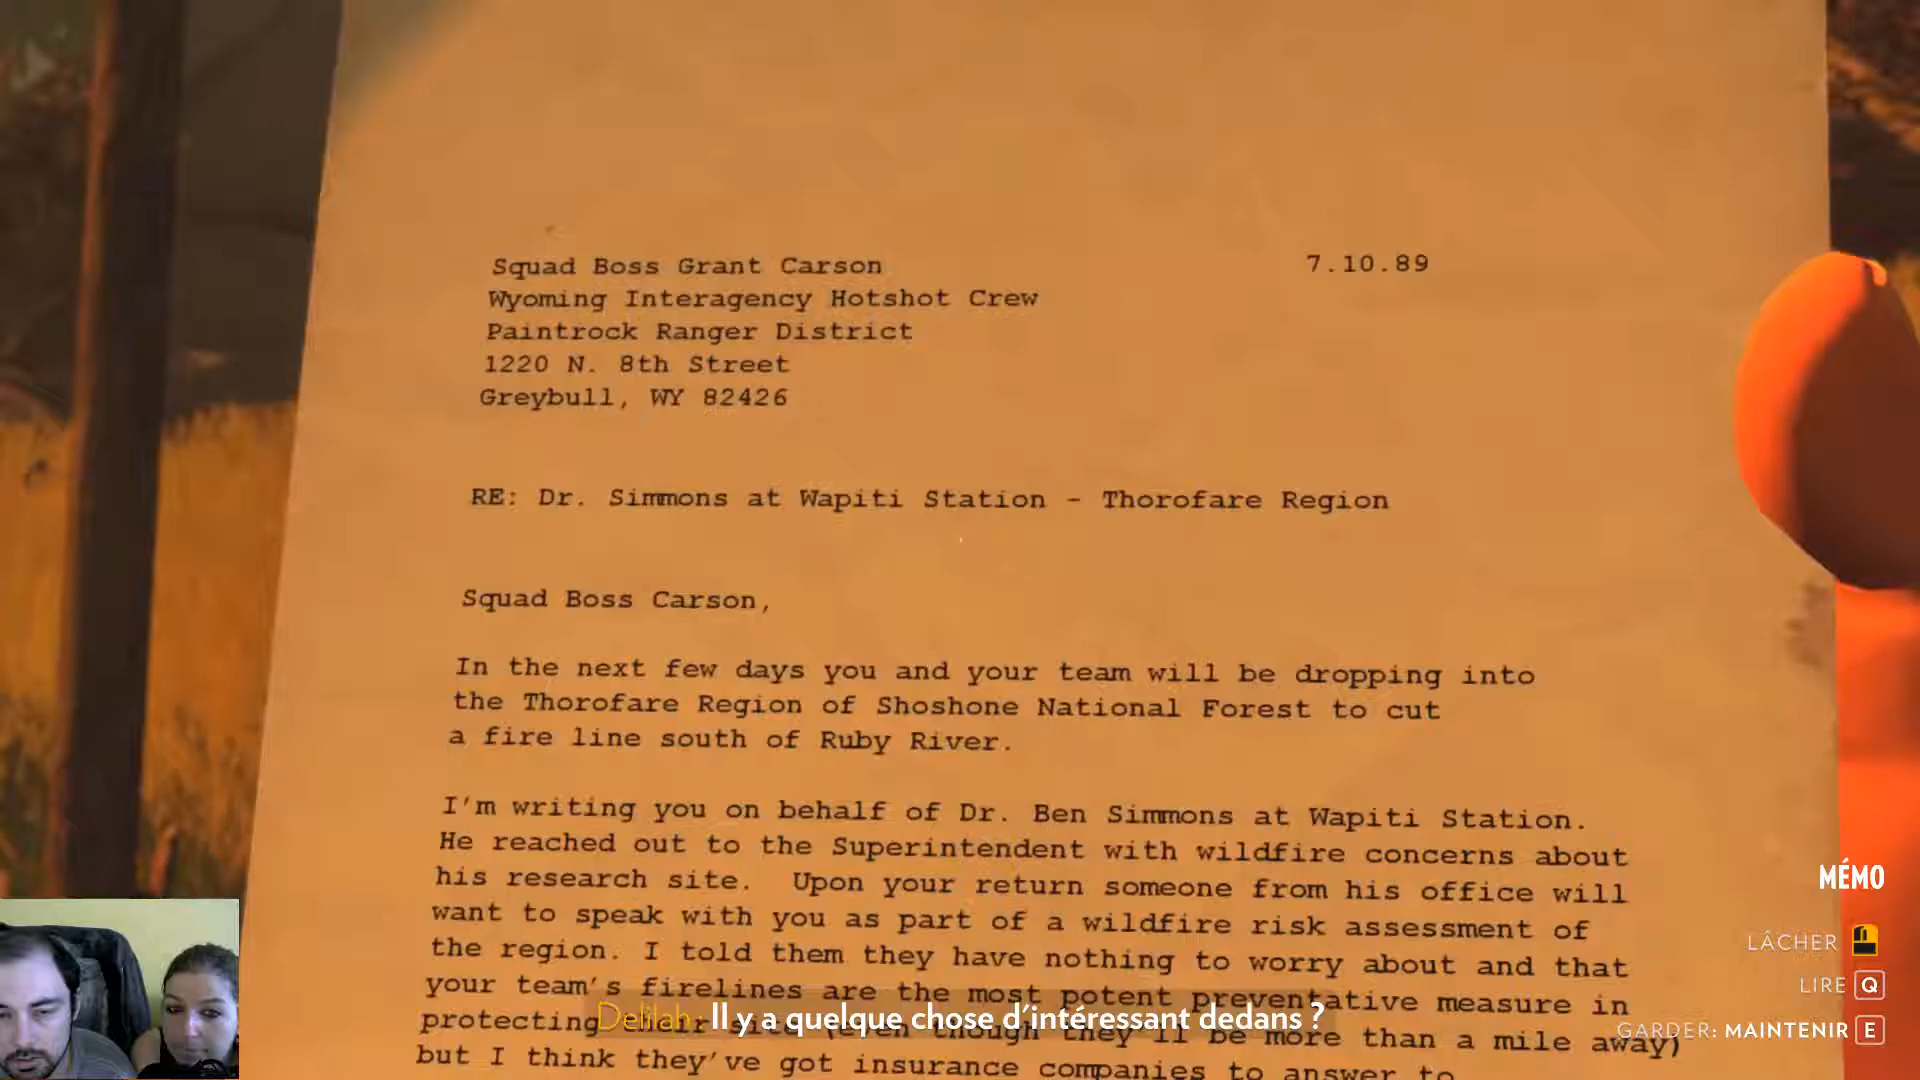 Squad Boss Grant Carson 7.10.89
Wyoming Interagency Hotshot Crew
Paintrock Ranger District
1220 N. 8th Street
Greybull, WY 82426
RE: Dr. Simmons at Wapiti Station - Thorofare Region
Squad Boss Carson,
In the next few days you and your team will be dropping into
the Thorofare Region of Shoshone National Forest to cut
a fire line south of Ruby River.
I'm writing you on behalf of Dr. Ben Simmons at Wapiti Station.
He reached out to the Superintendent with wildfire concerns about
his research site. Upon your return someone from his office will
want to speak with you as part of a wildfire risk assessment of
the region. I told them they have nothing to worry about and that
your team's firelines are the most potent preventative measure in
protecting (even though they'll be more than a mile away)
but I think they've got insurance companies to answer to
Delilah: Il y a quelque chose d'intéressant dedans ?
MÉMO
LÂCHER
LIRE Q
GARDER: MAINTENIR E